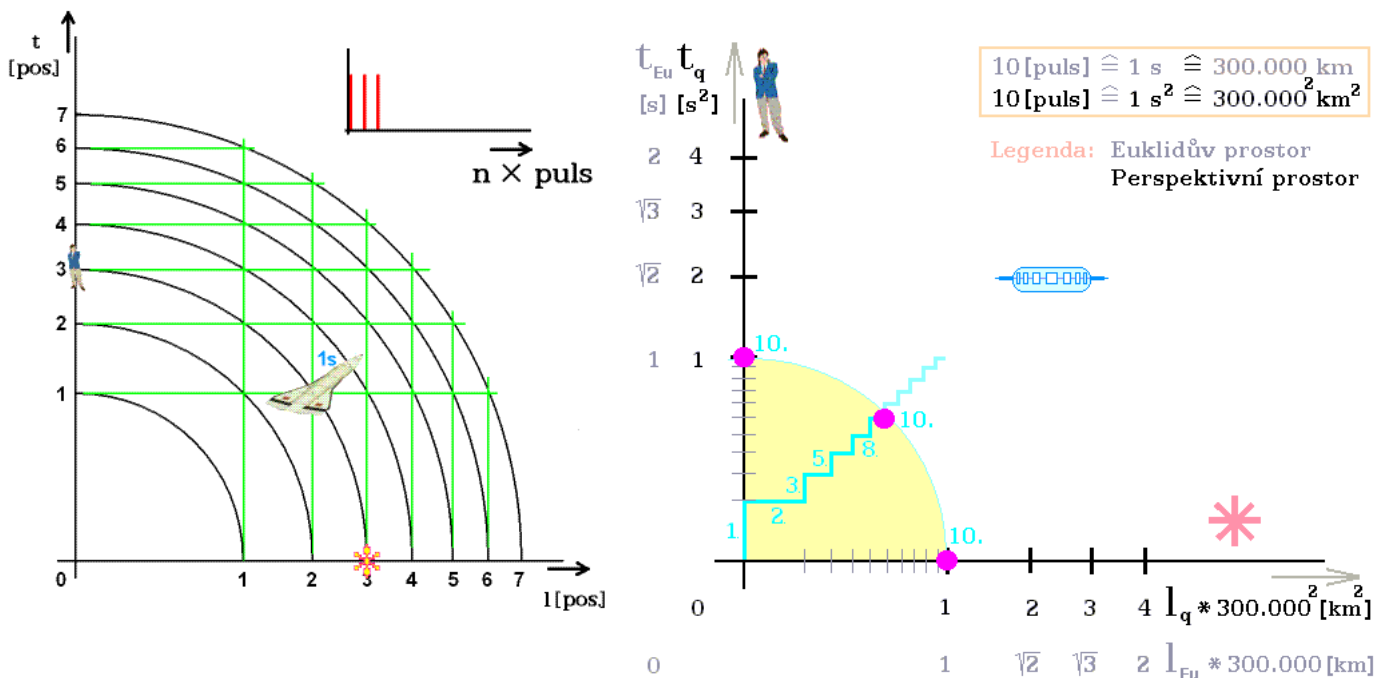 t
[pos.]
7
6
5
4
3
2
1
0
1 2 3 4 5 6 7
l [pos.]
n × puls
1s
t_Eu t_q
[s] [s²]
2 4
√3 3
√2 2
1 1
10 [puls] ≙ 1 s ≙ 300.000 km
10 [puls] ≙ 1 s² ≙ 300.000² km²
Legenda: Euklidův prostor
Perspektivní prostor
10.
10.
10.
1.
2.
3.
5.
8.
0 1 2 3 4 l_q * 300.000² [km²]
0 1 √2 √3 2 l_Eu * 300.000 [km]